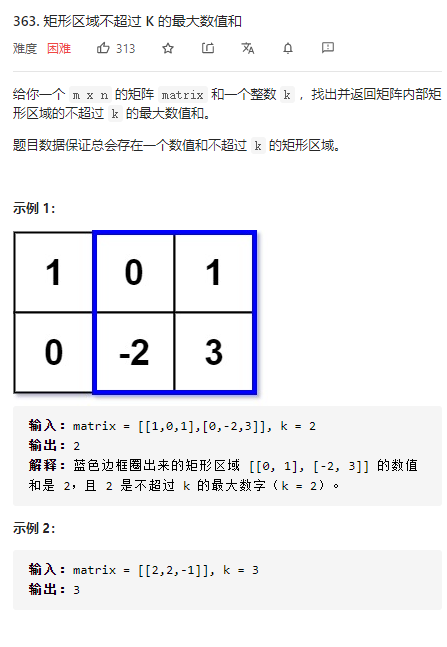 363. 矩形区域不超过 K 的最大数值和
难度 困难 313
给你一个 m x n 的矩阵 matrix 和一个整数 k ，找出并返回矩阵内部矩
形区域的不超过 k 的最大数值和。
题目数据保证总会存在一个数值和不超过 k 的矩形区域。
示例 1：
1 0 1
0 -2 3
输入：matrix = [[1,0,1],[0,-2,3]], k = 2
输出：2
解释：蓝色边框圈出来的矩形区域 [[0, 1], [-2, 3]] 的数值
和是 2，且 2 是不超过 k 的最大数字（k = 2）。
示例 2：
输入：matrix = [[2,2,-1]], k = 3
输出：3